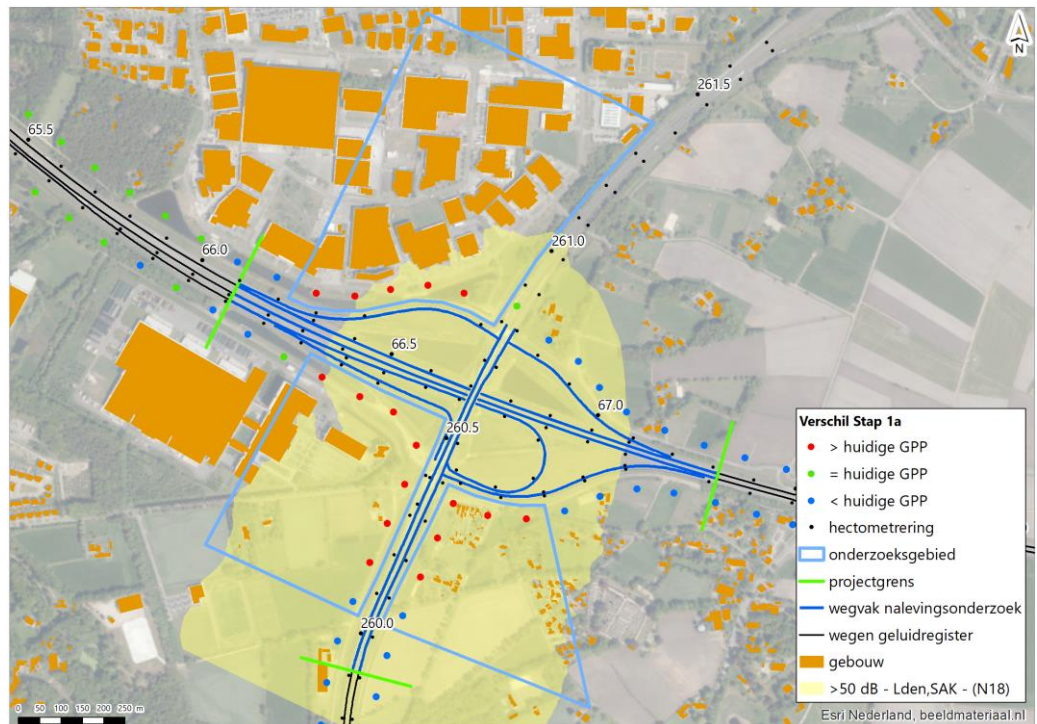 N
261.5
65.5
261.0
66.0
66.5
67.0
260.5
260.0
Verschil Stap 1a
> huidige GPP
= huidige GPP
< huidige GPP
hectometrering
onderzoeksgebied
projectgrens
wegvak nalevingsonderzoek
wegen geluidregister
gebouw
>50 dB - Lden,SAK - (N18)
0 50 100 150 200 250 m
Esri Nederland, beeldmateriaal.nl